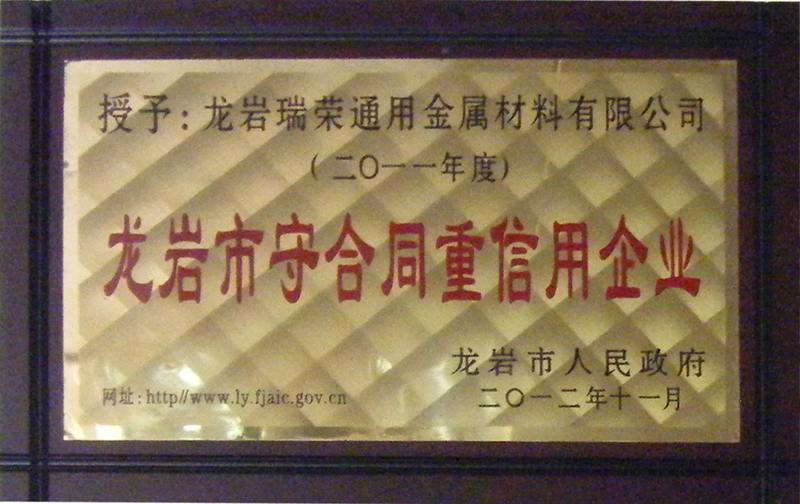 授予：龙岩瑞荣通用金属材料有限公司
（二〇一一年度）
龙岩市守合同重信用企业
龙岩市人民政府
网址：http//www.ly.fjaic.gov.cn
二〇一二年十一月